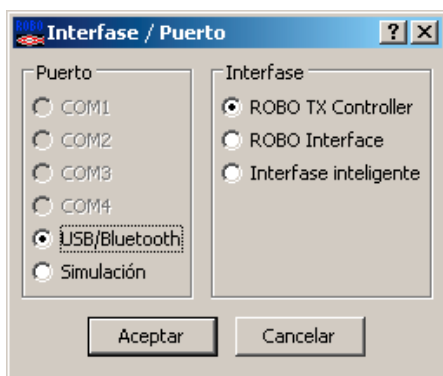 ROBO Interfase / Puerto
Puerto
COM1
COM2
COM3
COM4
USB/Bluetooth
Simulación
Interfase
ROBO TX Controller
ROBO Interface
Interfase inteligente
Aceptar
Cancelar